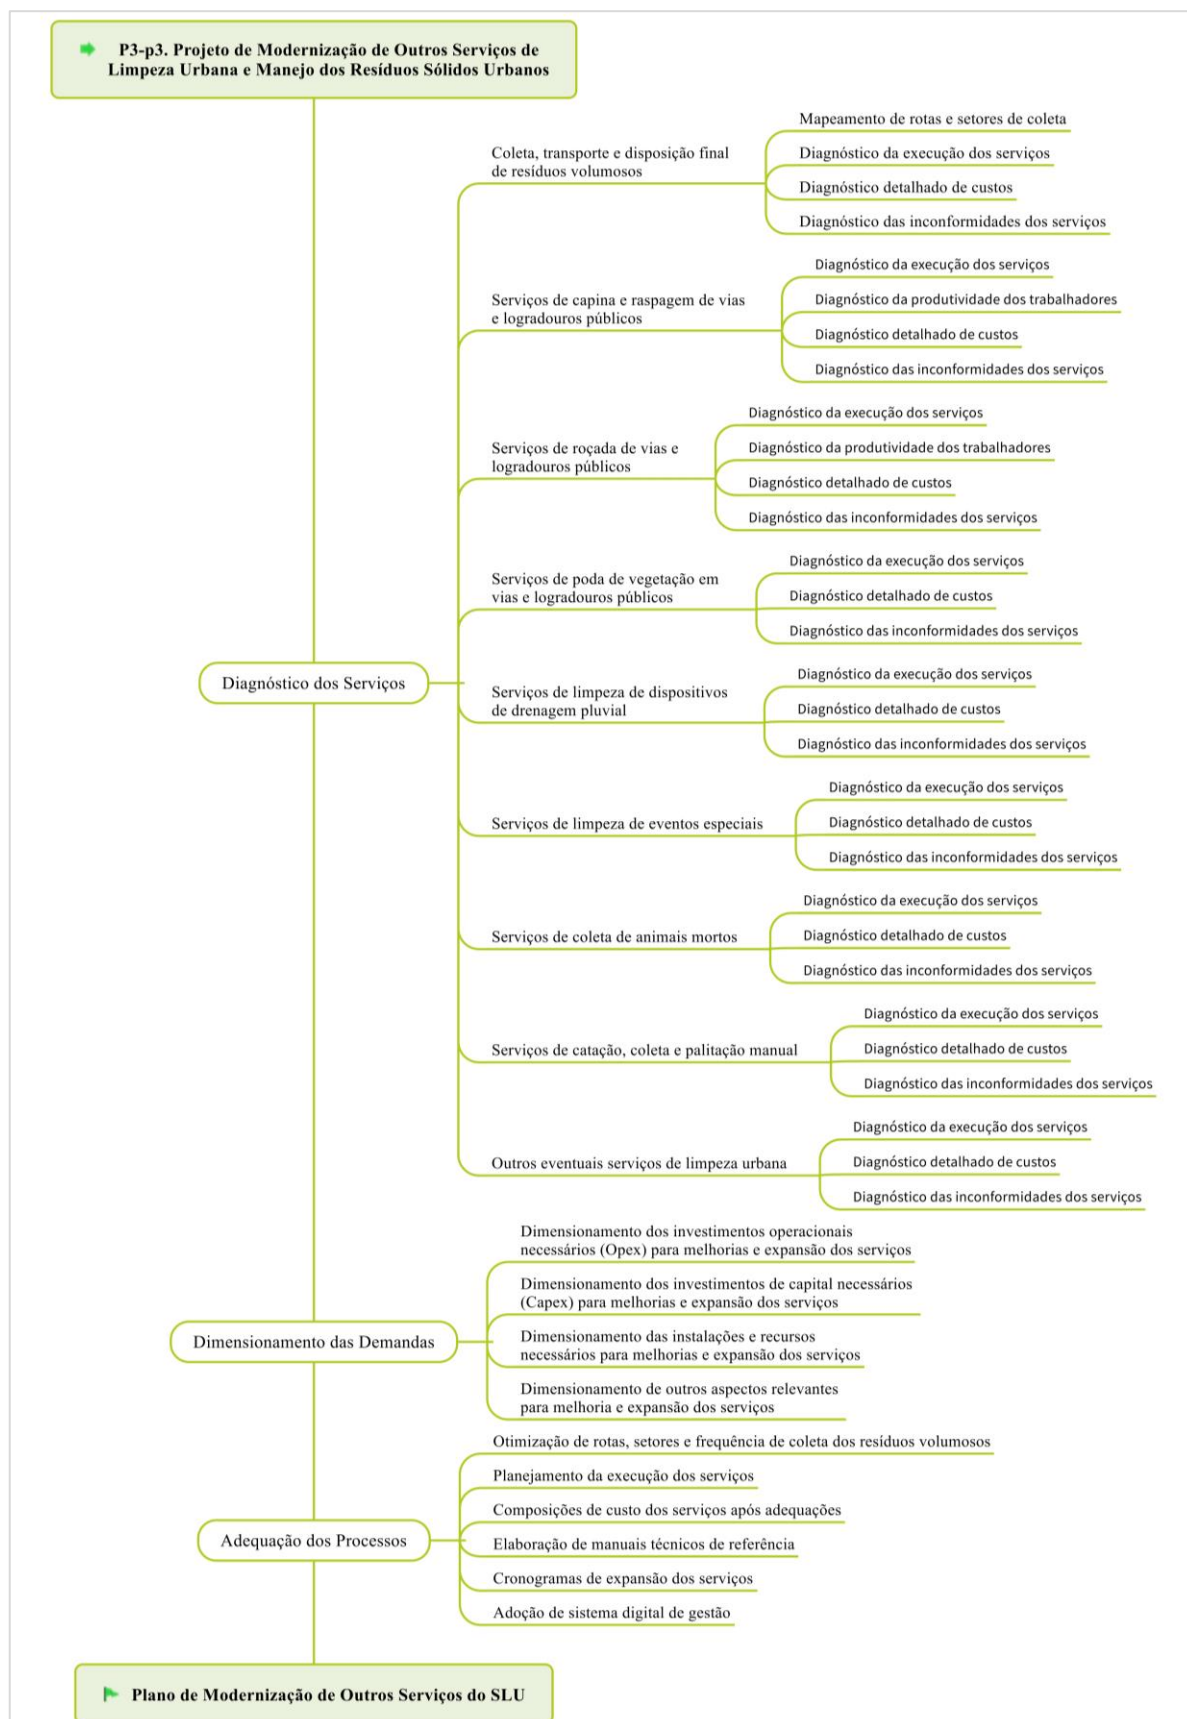 P3-p3. Projeto de Modernização de Outros Serviços de
Limpeza Urbana e Manejo dos Resíduos Sólidos Urbanos
Diagnóstico dos Serviços
Coleta, transporte e disposição final
de resíduos volumosos
Mapeamento de rotas e setores de coleta
Diagnóstico da execução dos serviços
Diagnóstico detalhado de custos
Diagnóstico das inconformidades dos serviços
Serviços de capina e raspagem de vias
e logradouros públicos
Diagnóstico da execução dos serviços
Diagnóstico da produtividade dos trabalhadores
Diagnóstico detalhado de custos
Diagnóstico das inconformidades dos serviços
Serviços de roçada de vias e
logradouros públicos
Diagnóstico da execução dos serviços
Diagnóstico da produtividade dos trabalhadores
Diagnóstico detalhado de custos
Diagnóstico das inconformidades dos serviços
Serviços de poda de vegetação em
vias e logradouros públicos
Diagnóstico da execução dos serviços
Diagnóstico detalhado de custos
Diagnóstico das inconformidades dos serviços
Serviços de limpeza de dispositivos
de drenagem pluvial
Diagnóstico da execução dos serviços
Diagnóstico detalhado de custos
Diagnóstico das inconformidades dos serviços
Serviços de limpeza de eventos especiais
Diagnóstico da execução dos serviços
Diagnóstico detalhado de custos
Diagnóstico das inconformidades dos serviços
Serviços de coleta de animais mortos
Diagnóstico da execução dos serviços
Diagnóstico detalhado de custos
Diagnóstico das inconformidades dos serviços
Serviços de catação, coleta e palitação manual
Diagnóstico da execução dos serviços
Diagnóstico detalhado de custos
Diagnóstico das inconformidades dos serviços
Outros eventuais serviços de limpeza urbana
Diagnóstico da execução dos serviços
Diagnóstico detalhado de custos
Diagnóstico das inconformidades dos serviços
Dimensionamento das Demandas
Dimensionamento dos investimentos operacionais
necessários (Opex) para melhorias e expansão dos serviços
Dimensionamento dos investimentos de capital necessários
(Capex) para melhorias e expansão dos serviços
Dimensionamento das instalações e recursos
necessários para melhorias e expansão dos serviços
Dimensionamento de outros aspectos relevantes
para melhoria e expansão dos serviços
Adequação dos Processos
Otimização de rotas, setores e frequência de coleta dos resíduos volumosos
Planejamento da execução dos serviços
Composições de custo dos serviços após adequações
Elaboração de manuais técnicos de referência
Cronogramas de expansão dos serviços
Adoção de sistema digital de gestão
Plano de Modernização de Outros Serviços do SLU